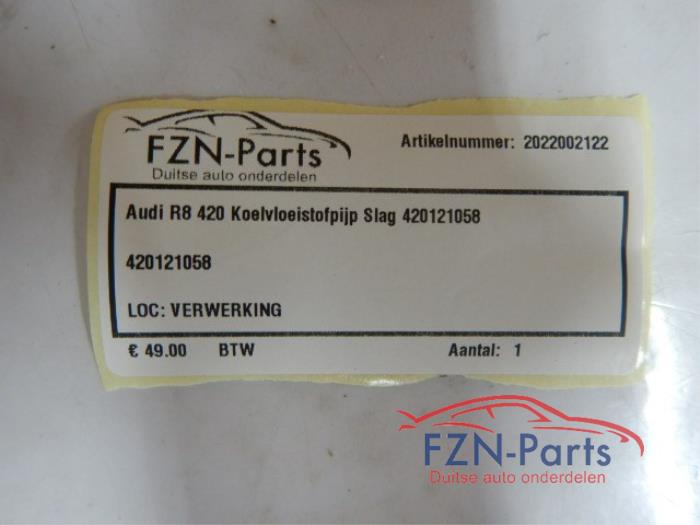 FZN-Parts
Duitse auto onderdelen
Artikelnummer: 2022002122
Audi R8 420 Koelvloeistofpijp Slag 420121058
420121058
LOC: VERWERKING
€ 49.00 BTW Aantal: 1
FZN-Parts
Duitse auto onderdelen